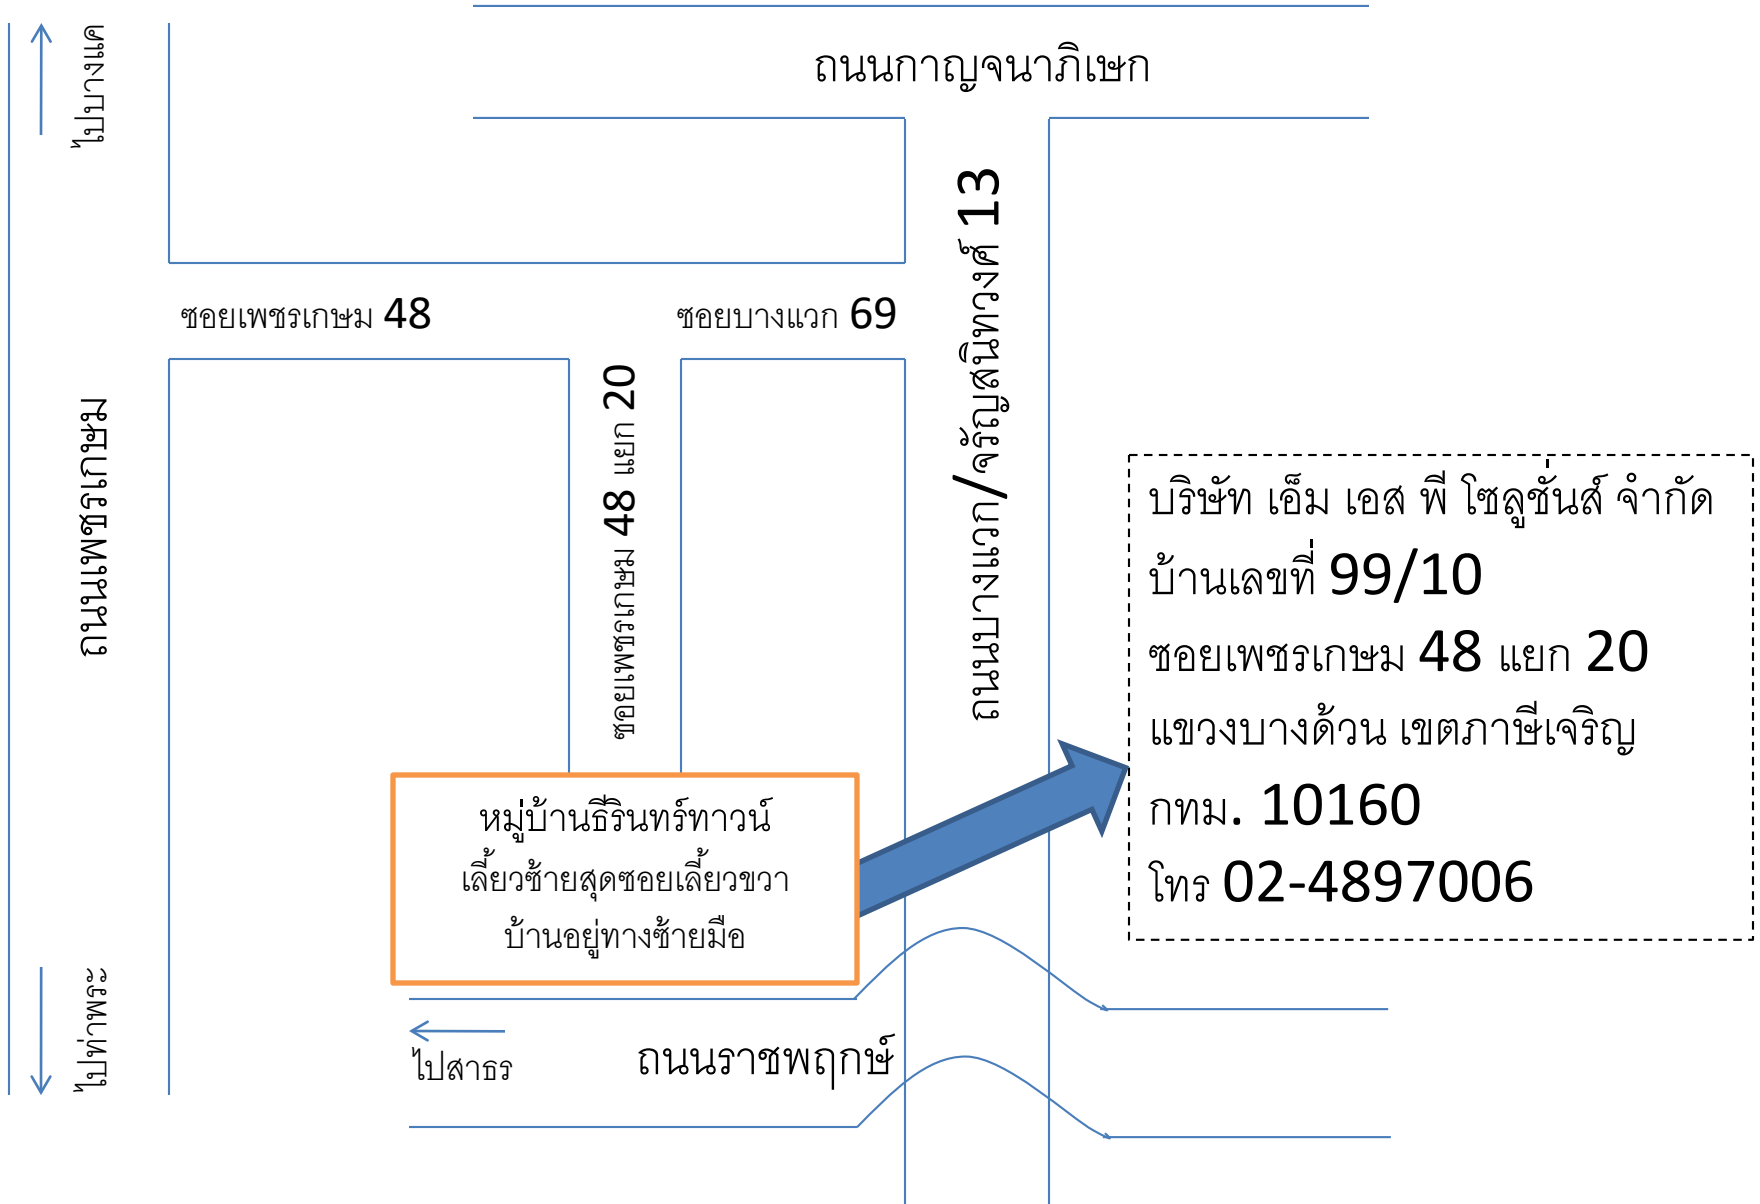 ไปบางแค
ถนนกาญจนาภิเษก
ซอยเพชรเกษม 48
ซอยบางแวก 69
ถนนเพชรเกษม
ซอยเพชรเกษม 48 แยก 20
ถนนบางแวก/จรัญสนิทวงศ์ 13
บริษัท เอ็ม เอส พี โซลูชั่นส์ จำกัด
บ้านเลขที่ 99/10
ซอยเพชรเกษม 48 แยก 20
แขวงบางด้วน เขตภาษีเจริญ
กทม. 10160
โทร 02-4897006
หมู่บ้านธีรินทร์ทาวน์
เลี้ยวซ้ายสุดซอยเลี้ยวขวา
บ้านอยู่ทางซ้ายมือ
ไปท่าพระ
ไปสาธร
ถนนราชพฤกษ์